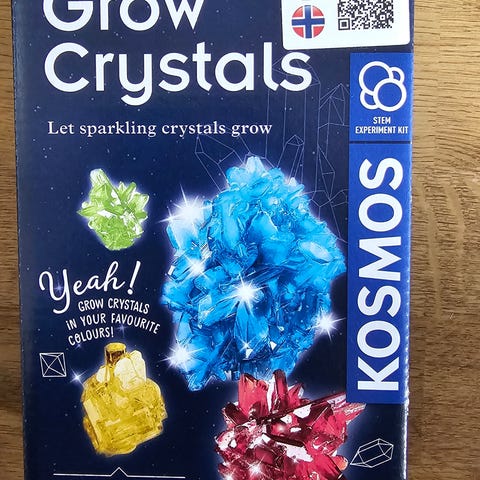 Grow
Crystals
Let sparkling crystals grow
STEM
EXPERIMENT KIT
KOSMOS
Yeah!
GROW CRYSTALS
IN YOUR FAVOURITE
COLOURS!